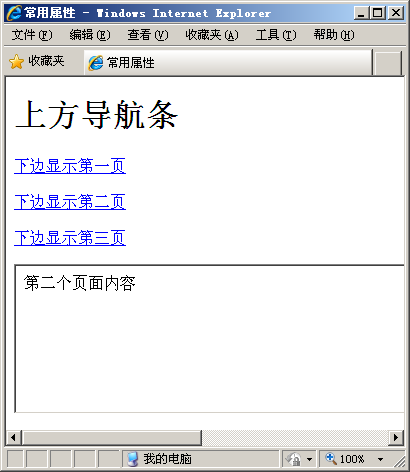 常用属性 - Windows Internet Explorer
文件(F) 编辑(E) 查看(V) 收藏夹(A) 工具(T) 帮助(H)
收藏夹 常用属性
上方导航条
下边显示第一页
下边显示第二页
下边显示第三页
第二个页面内容
我的电脑 100%